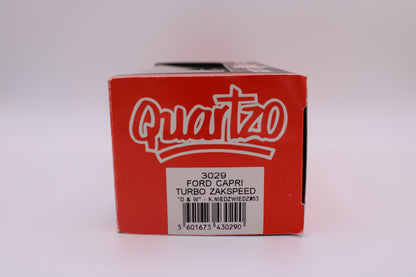 Quartzo
3029
FORD CAPRI
TURBO ZAKSPEED
"D & W" - K.NIEDZWIEDZ#53
5 601673 430290